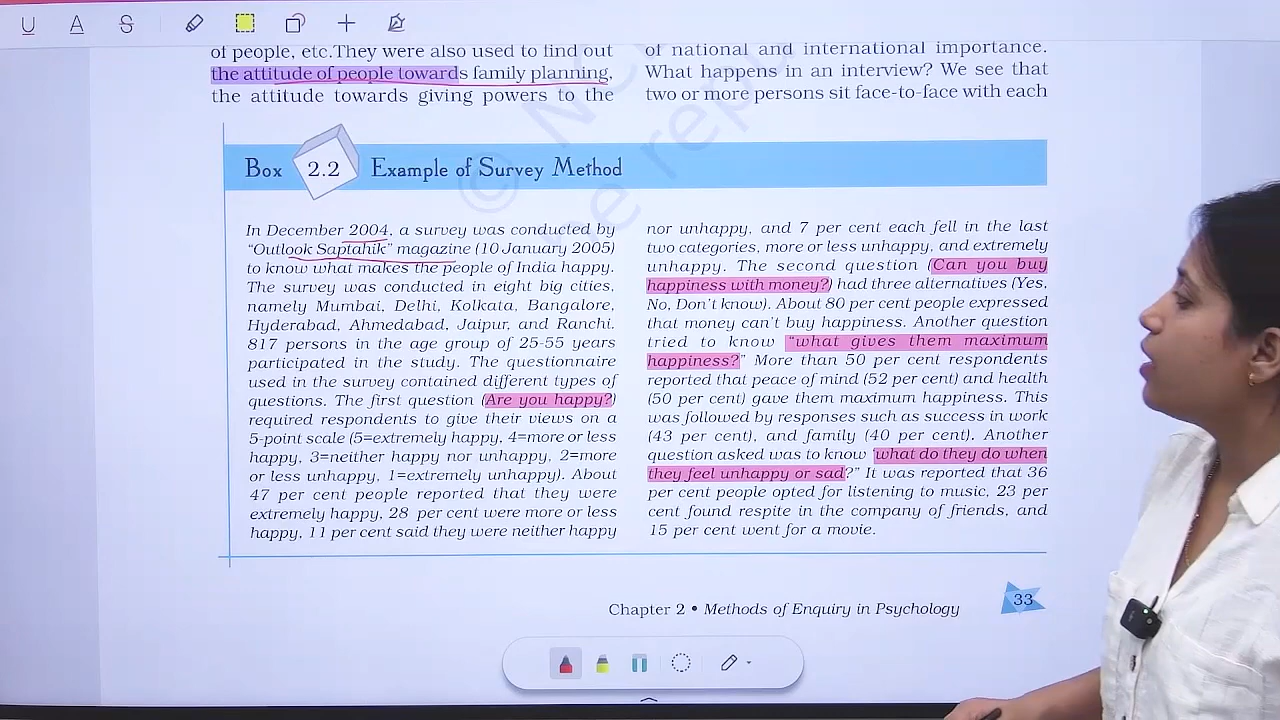 U A S
of people, etc.They were also used to find out
the attitude of people towards family planning,
the attitude towards giving powers to the
of national and international importance.
What happens in an interview? We see that
two or more persons sit face-to-face with each
Box 2.2 Example of Survey Method
In December 2004, a survey was conducted by
“Outlook Saptahik” magazine (10 January 2005)
to know what makes the people of India happy.
The survey was conducted in eight big cities,
namely Mumbai, Delhi, Kolkata, Bangalore,
Hyderabad, Ahmedabad, Jaipur, and Ranchi.
817 persons in the age group of 25-55 years
participated in the study. The questionnaire
used in the survey contained different types of
questions. The first question (Are you happy?)
required respondents to give their views on a
5-point scale (5=extremely happy, 4=more or less
happy, 3=neither happy nor unhappy, 2=more
or less unhappy, 1=extremely unhappy). About
47 per cent people reported that they were
extremely happy, 28 per cent were more or less
happy, 11 per cent said they were neither happy
nor unhappy, and 7 per cent each fell in the last
two categories, more or less unhappy, and extremely
unhappy. The second question (Can you buy
happiness with money?) had three alternatives (Yes,
No, Don’t know). About 80 per cent people expressed
that money can’t buy happiness. Another question
tried to know “what gives them maximum
happiness?” More than 50 per cent respondents
reported that peace of mind (52 per cent) and health
(50 per cent) gave them maximum happiness. This
was followed by responses such as success in work
(43 per cent), and family (40 per cent). Another
question asked was to know “what do they do when
they feel unhappy or sad?” It was reported that 36
per cent people opted for listening to music, 23 per
cent found respite in the company of friends, and
15 per cent went for a movie.
Chapter 2 • Methods of Enquiry in Psychology
33